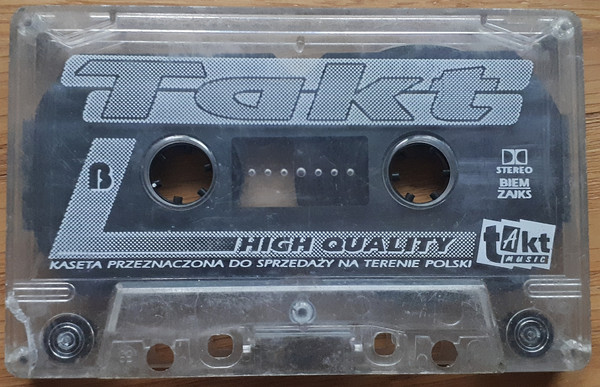 Takt
B
STEREO
BIEM
ZAIKS
HIGH QUALITY
KASETA PRZEZNACZONA DO SPRZEDAŻY NA TERENIE POLSKI
tAkt
MUSIC